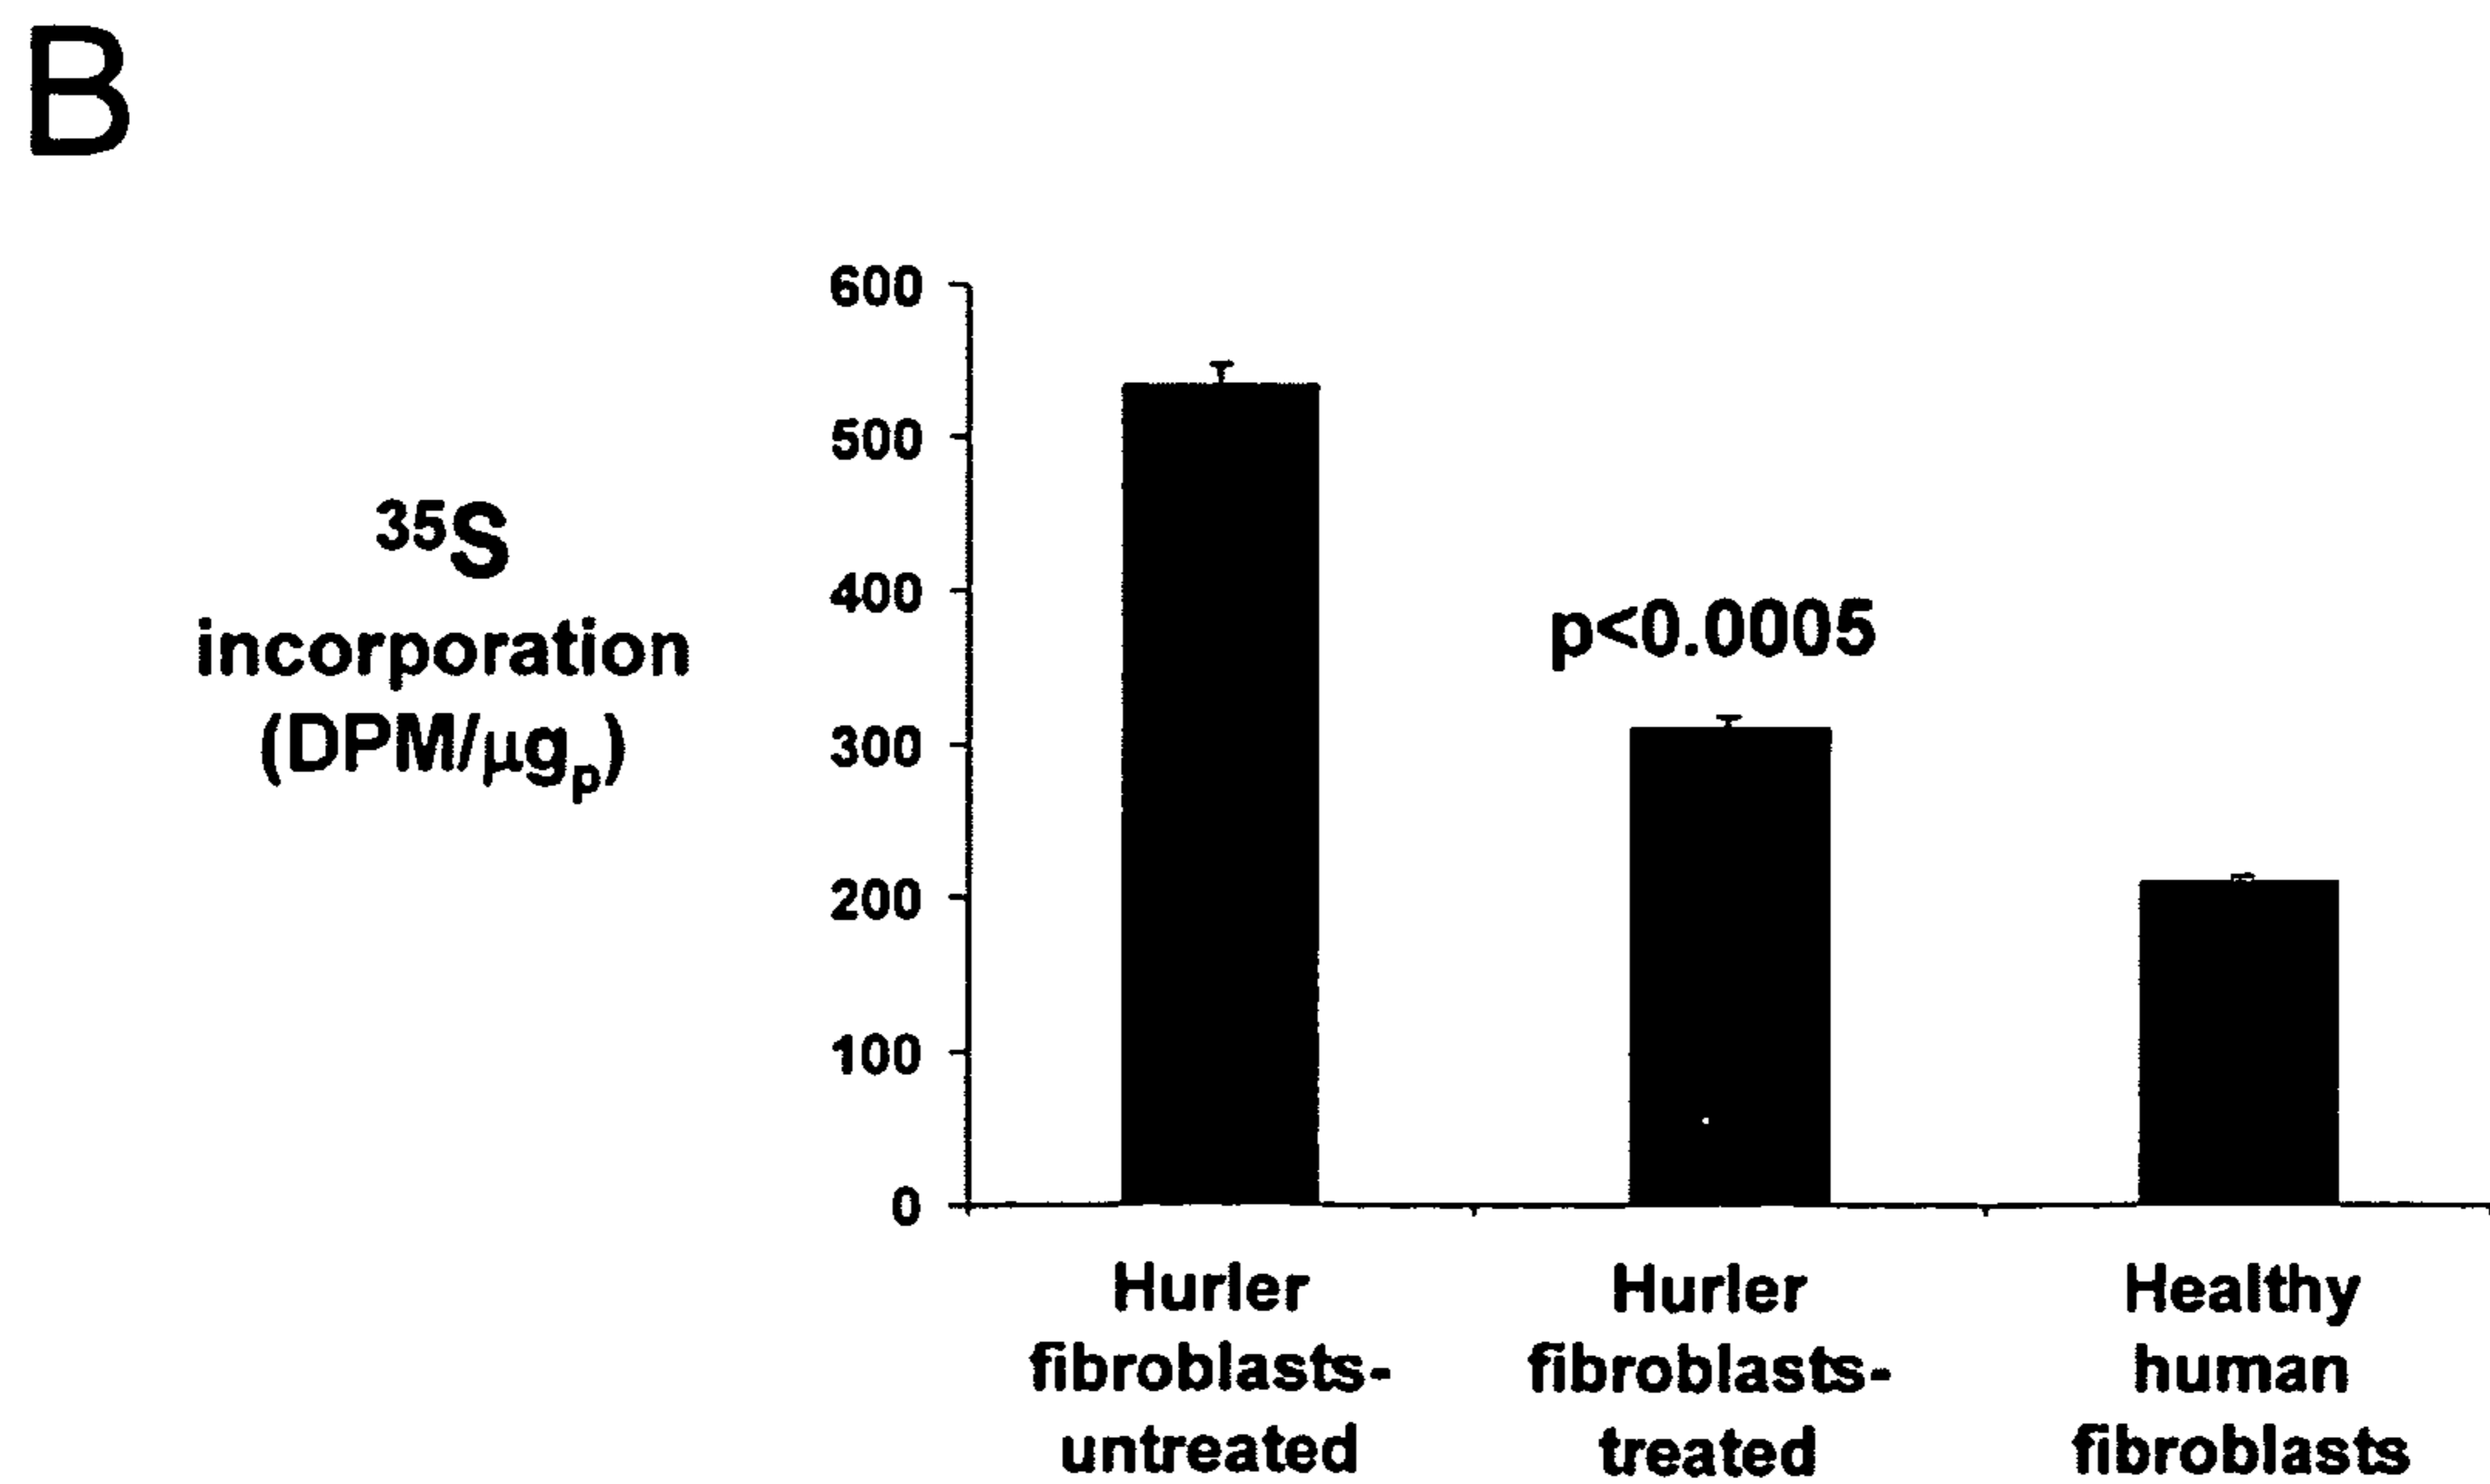 B
600
500
400
300
200
100
0
³⁵S
incorporation
(DPM/μgₚ)
p<0.0005
Hurler
fibroblasts-
untreated
Hurler
fibroblasts-
treated
Healthy
human
fibroblasts